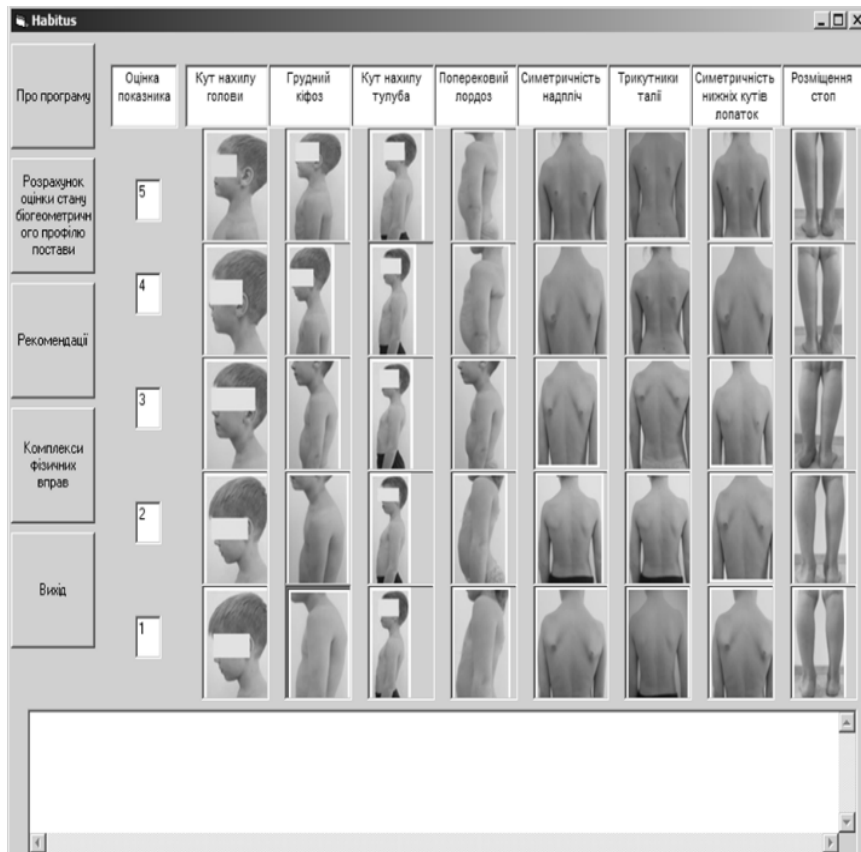 Habitus
Про програму
Розрахунок
оцінки стану
біогеометричн
ого профілю
постави
Рекомендації
Комплекси
фізичних
вправ
Вихід
Оцінка
показника
Кут нахилу
голови
Грудний
кіфоз
Кут нахилу
тулуба
Поперековий
лордоз
Симетричність
надпліч
Трикутники
талії
Симетричність
нижніх кутів
лопаток
Розміщення
стоп
5
4
3
2
1